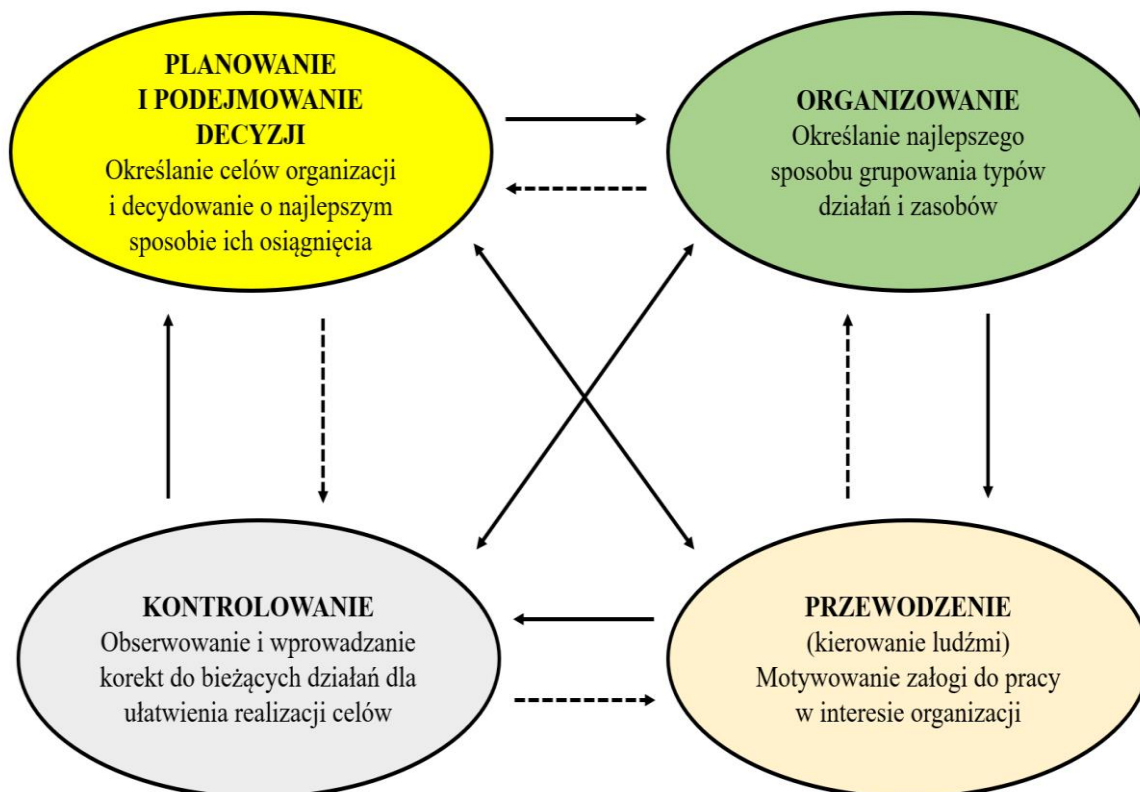 PLANOWANIE
I PODEJMOWANIE
DECYZJI
Określanie celów organizacji
i decydowanie o najlepszym
sposobie ich osiągnięcia
ORGANIZOWANIE
Określanie najlepszego
sposobu grupowania typów
działań i zasobów
KONTROLOWANIE
Obserwowanie i wprowadzanie
korekt do bieżących działań dla
ułatwienia realizacji celów
PRZEWODZENIE
(kierowanie ludźmi)
Motywowanie załogi do pracy
w interesie organizacji